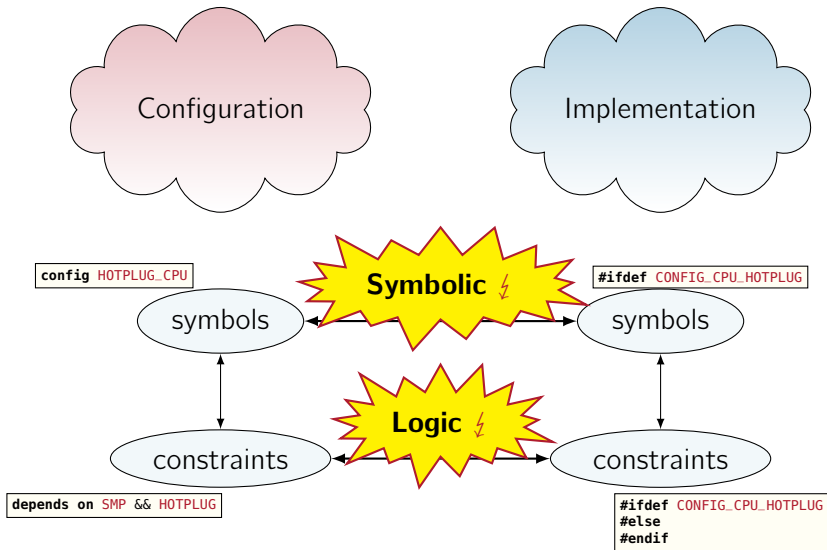 Configuration
Implementation
config HOTPLUG_CPU
Symbolic
#ifdef CONFIG_CPU_HOTPLUG
symbols
symbols
Logic
constraints
constraints
depends on SMP && HOTPLUG
#ifdef CONFIG_CPU_HOTPLUG
#else
#endif